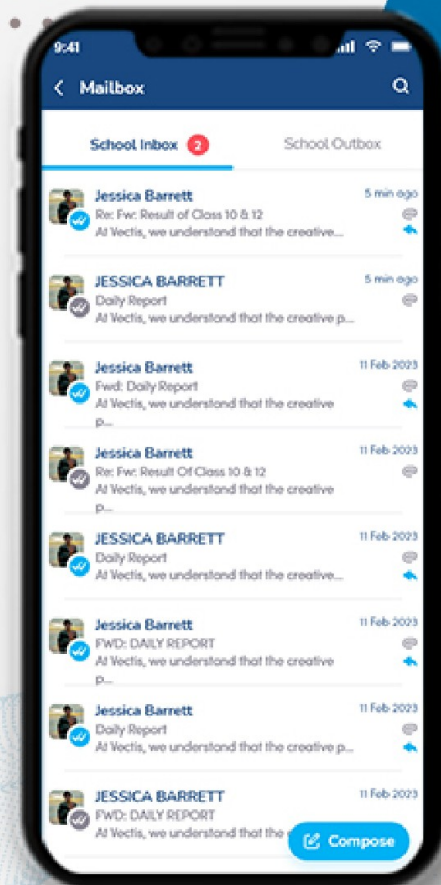 9:41
Mailbox
School Inbox 2
School Outbox
Jessica Barrett 5 min ago
Re: Fw: Result of Class 10 & 12
At Vectis, we understand that the creative...
JESSICA BARRETT 5 min ago
Daily Report
At Vectis, we understand that the creative p...
Jessica Barrett 11 Feb 2023
Fwd: Daily Report
At Vectis, we understand that the creative
p...
Jessica Barrett 11 Feb 2023
Re: Fw: Result Of Class 10 & 12
At Vectis, we understand that the creative
p...
JESSICA BARRETT 11 Feb 2023
Daily Report
At Vectis, we understand that the creative...
Jessica Barrett 11 Feb 2023
FWD: DAILY REPORT
At Vectis, we understand that the creative
p...
Jessica Barrett 11 Feb 2023
Daily Report
At Vectis, we understand that the creative p...
JESSICA BARRETT 11 Feb 2023
FWD: DAILY REPORT
At Vectis, we understand that the
Compose